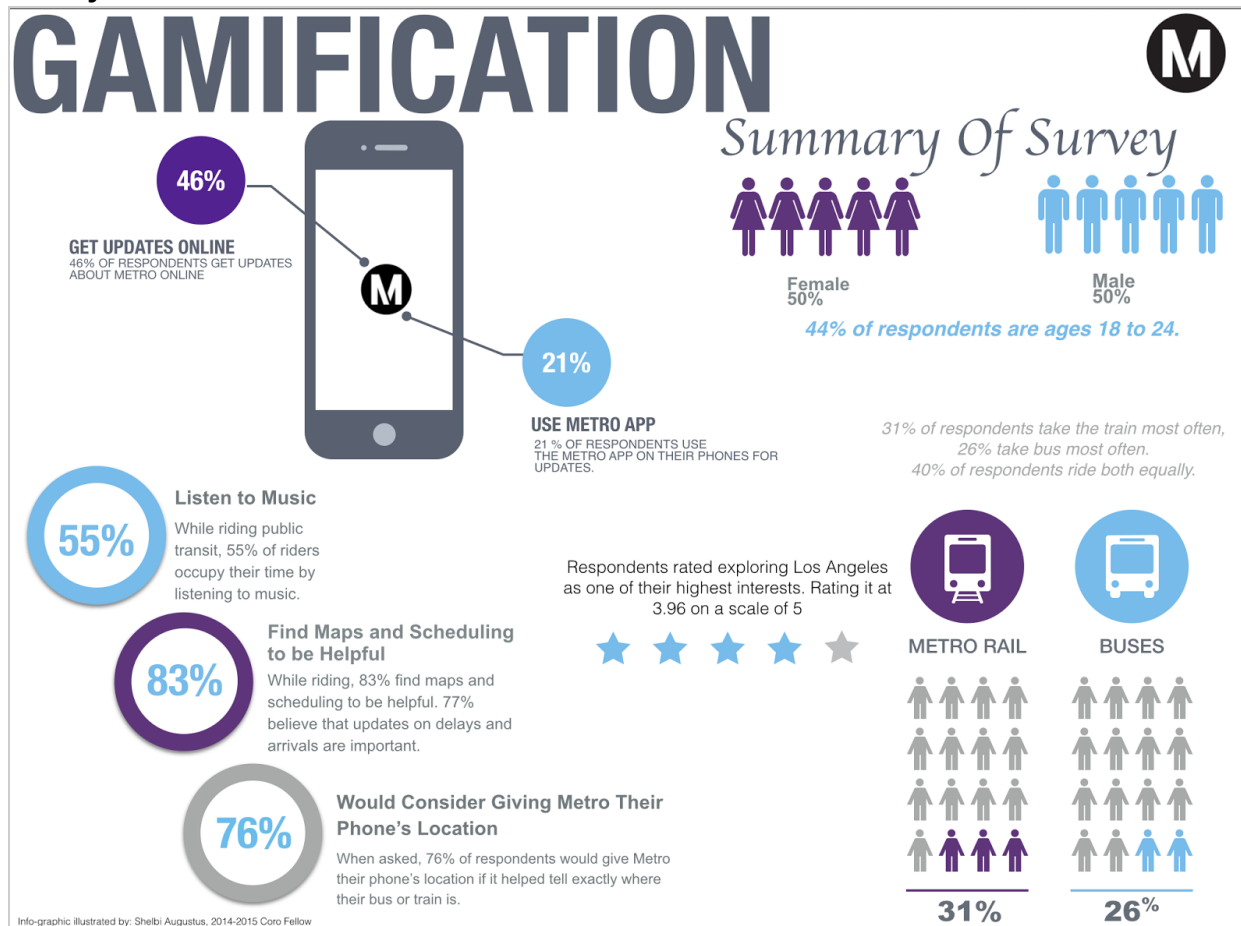 GAMIFICATION
M
Summary Of Survey
46%
GET UPDATES ONLINE
46% OF RESPONDENTS GET UPDATES
ABOUT METRO ONLINE
M
21%
USE METRO APP
21 % OF RESPONDENTS USE
THE METRO APP ON THEIR PHONES FOR
UPDATES.
Female
50%
Male
50%
44% of respondents are ages 18 to 24.
31% of respondents take the train most often,
26% take bus most often.
40% of respondents ride both equally.
55%
Listen to Music
While riding public
transit, 55% of riders
occupy their time by
listening to music.
83%
Find Maps and Scheduling
to be Helpful
While riding, 83% find maps and
scheduling to be helpful. 77%
believe that updates on delays and
arrivals are important.
76%
Would Consider Giving Metro Their
Phone's Location
When asked, 76% of respondents would give Metro
their phone's location if it helped tell exactly where
their bus or train is.
Respondents rated exploring Los Angeles
as one of their highest interests. Rating it at
3.96 on a scale of 5
METRO RAIL
BUSES
31%
26%
Info-graphic illustrated by: Shelbi Augustus, 2014-2015 Coro Fellow